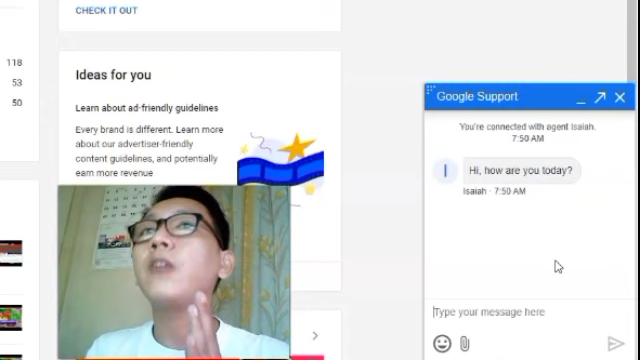 CHECK IT OUT
118
53
50
Ideas for you
Learn about ad-friendly guidelines
Every brand is different. Learn more
about our advertiser-friendly
content guidelines, and potentially
earn more revenue
Google Support
You're connected with agent Isaiah.
7:50 AM
I
Hi, how are you today?
Isaiah · 7:50 AM
Type your message here